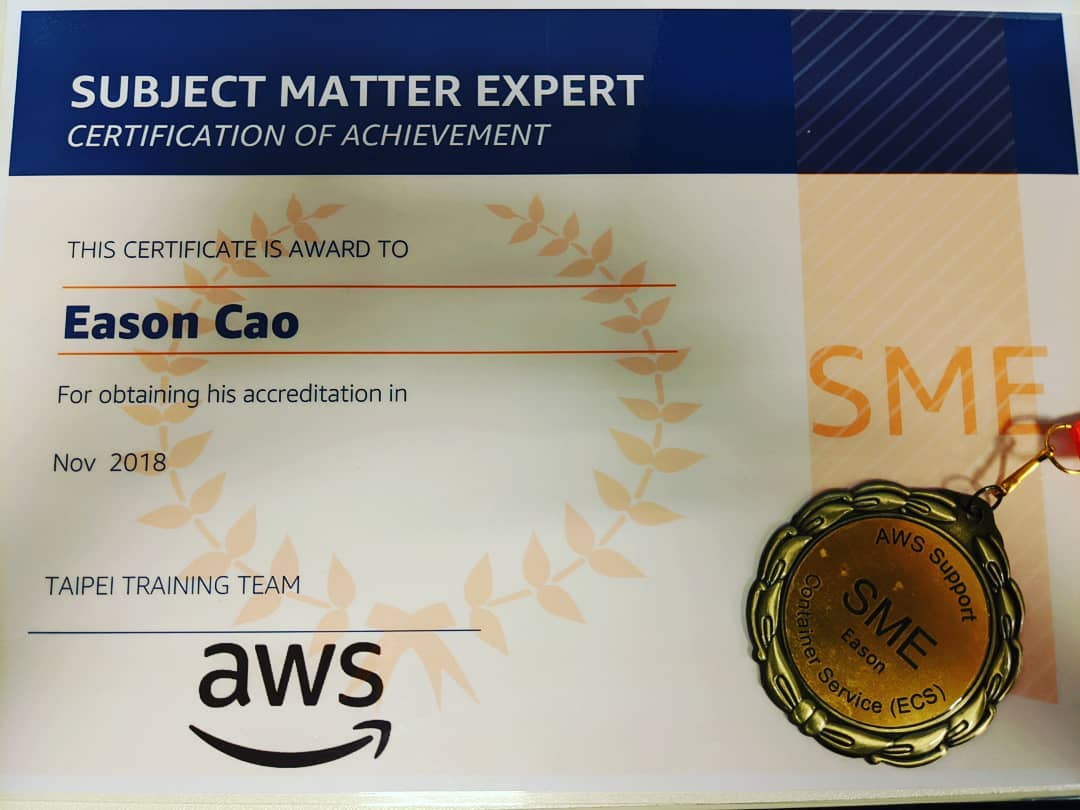 SUBJECT MATTER EXPERT
CERTIFICATION OF ACHIEVEMENT
THIS CERTIFICATE IS AWARD TO
Eason Cao
For obtaining his accreditation in
Nov 2018
TAIPEI TRAINING TEAM
aws
SME
AWS Support
SME
Eason
Container Service (ECS)